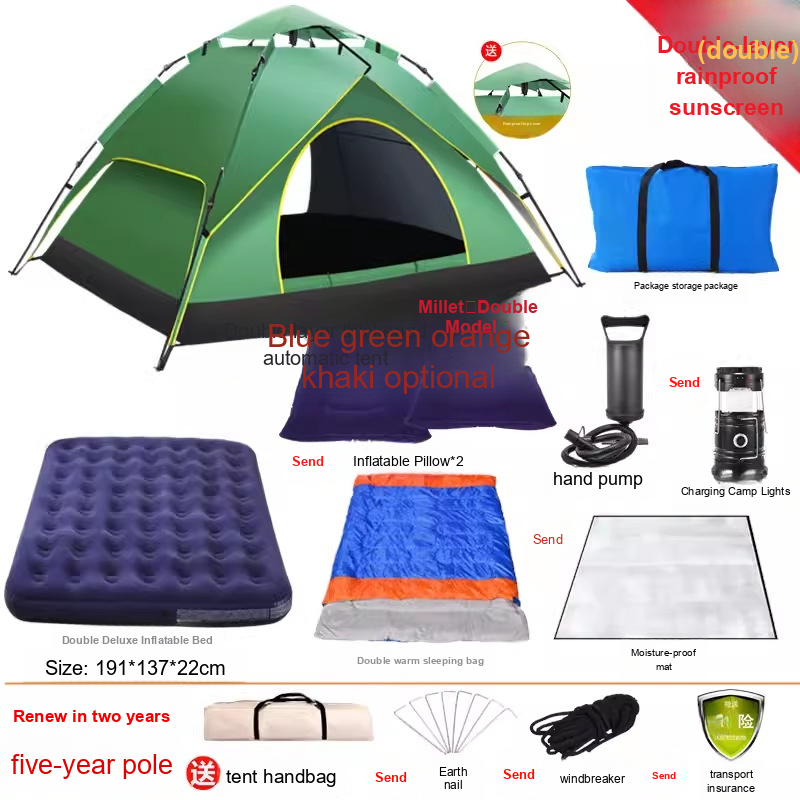 送
Double-layer
(double)
rainproof
sunscreen
Package storage package
Millet□Double
Model
Blue green orange
automatic tent
khaki optional
Send
hand pump
Charging Camp Lights
Send
Inflatable Pillow*2
Send
Double Deluxe Inflatable Bed
Size: 191*137*22cm
Double warm sleeping bag
Moisture-proof
mat
Renew in two years
险
five-year pole
送
tent handbag
Send
Earth
nail
Send
windbreaker
Send
transport
insurance